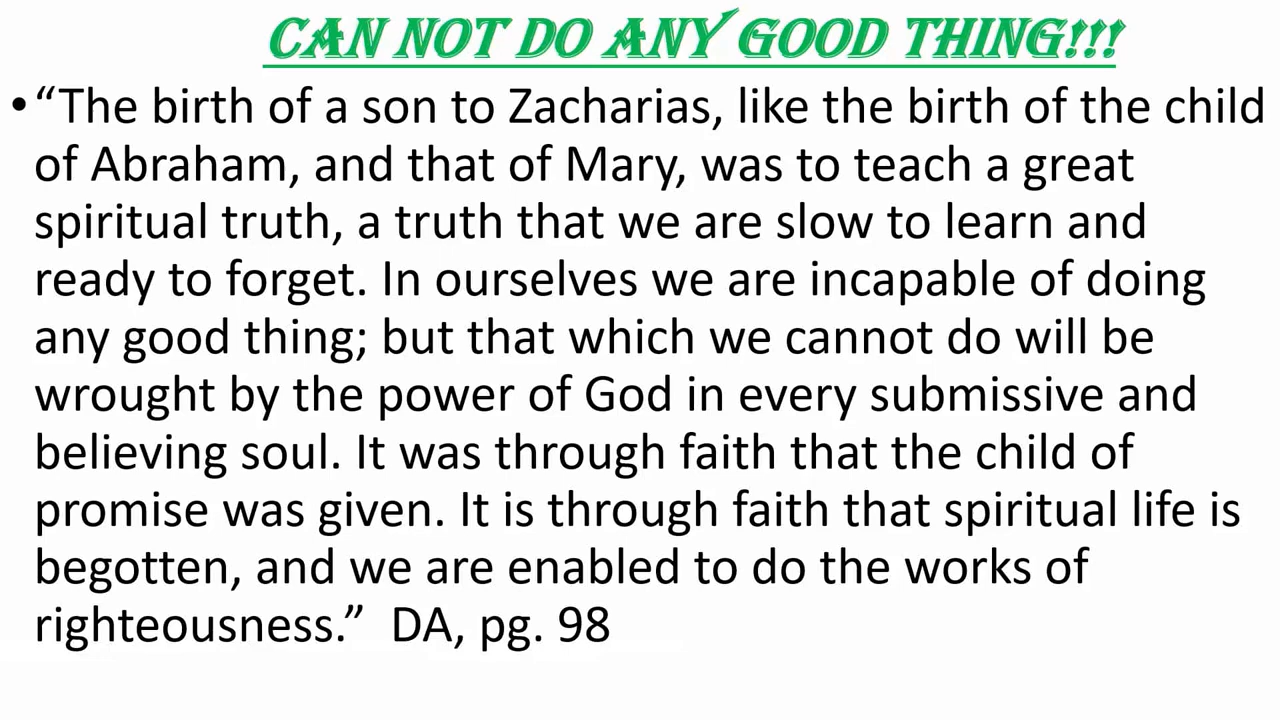 CAN NOT DO ANY GOOD THING!!!
• “The birth of a son to Zacharias, like the birth of the child
of Abraham, and that of Mary, was to teach a great
spiritual truth, a truth that we are slow to learn and
ready to forget. In ourselves we are incapable of doing
any good thing; but that which we cannot do will be
wrought by the power of God in every submissive and
believing soul. It was through faith that the child of
promise was given. It is through faith that spiritual life is
begotten, and we are enabled to do the works of
righteousness.”  DA, pg. 98